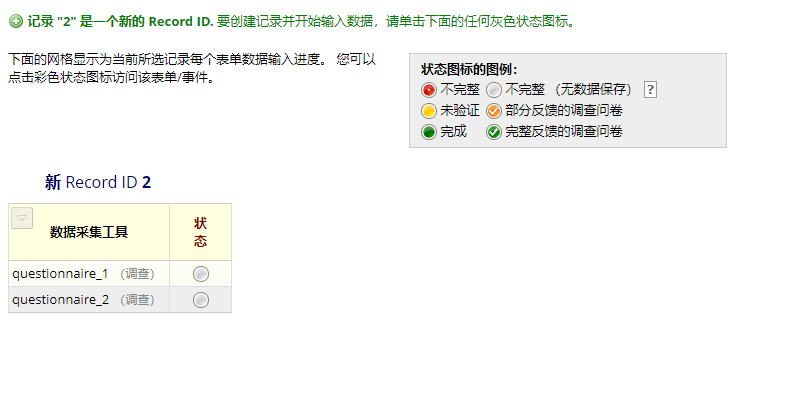 记录 "2" 是一个新的 Record ID. 要创建记录并开始输入数据，请单击下面的任何灰色状态图标。
下面的网格显示为当前所选记录每个表单数据输入进度。 您可以
点击彩色状态图标访问该表单/事件。
状态图标的图例：
不完整 不完整 （无数据保存） ?
未验证 部分反馈的调查问卷
完成 完整反馈的调查问卷
新 Record ID 2
数据采集工具 状
态
questionnaire_1 （调查）
questionnaire_2 （调查）